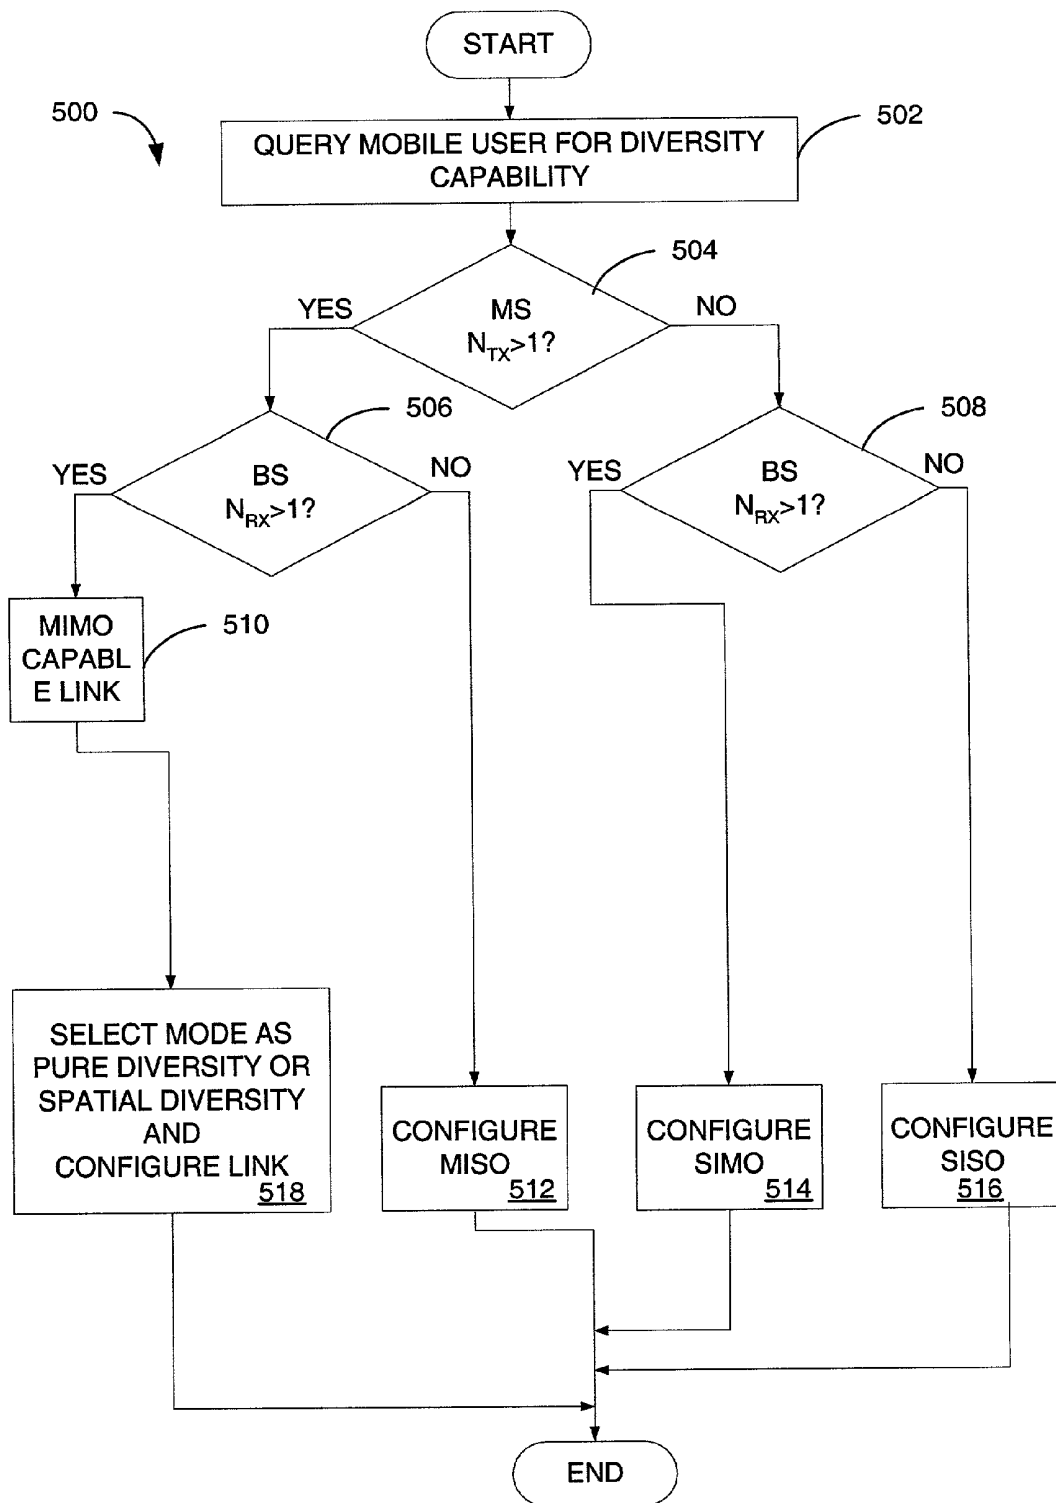 START
500
502
QUERY MOBILE USER FOR DIVERSITY
CAPABILITY
504
YES
MS
NTX>1?
NO
506
508
YES
BS
NRX>1?
NO
YES
BS
NRX>1?
NO
MIMO
CAPABL
E LINK
510
SELECT MODE AS
PURE DIVERSITY OR
SPATIAL DIVERSITY
AND
CONFIGURE LINK
518
CONFIGURE
MISO
512
CONFIGURE
SIMO
514
CONFIGURE
SISO
516
END